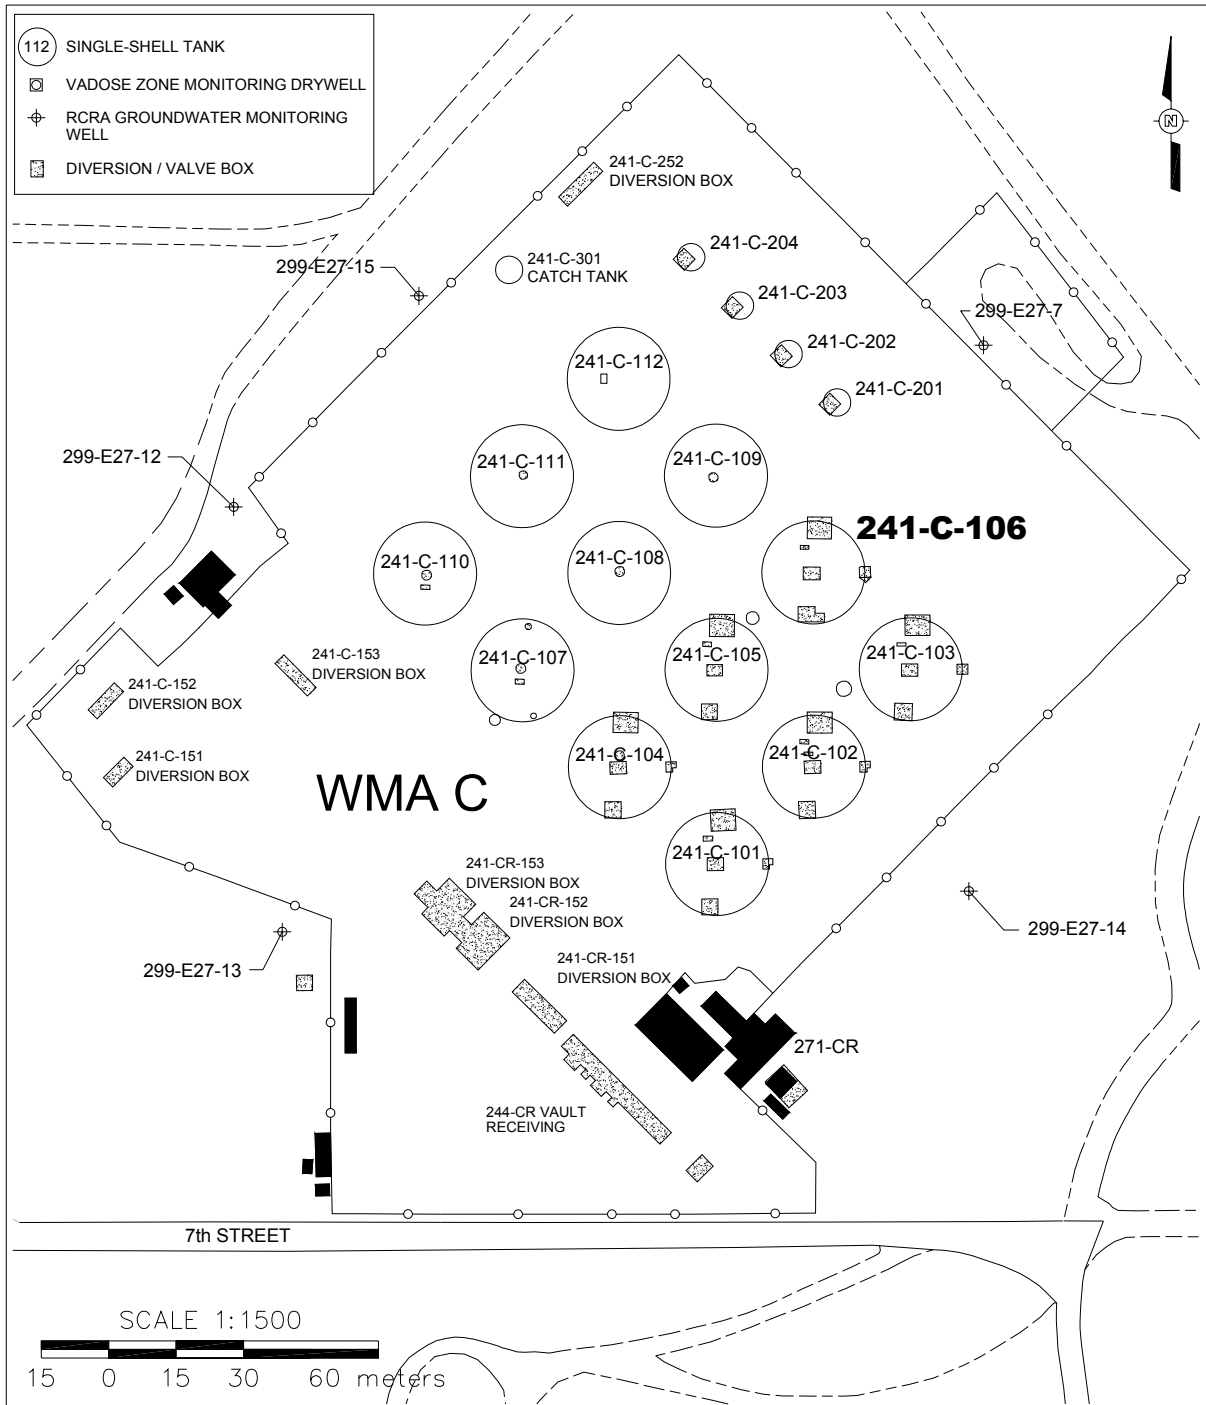 112 SINGLE-SHELL TANK
VADOSE ZONE MONITORING DRYWELL
RCRA GROUNDWATER MONITORING
WELL
DIVERSION / VALVE BOX
N
241-C-252
DIVERSION BOX
241-C-204
299-E27-15
241-C-301
CATCH TANK
241-C-203
299-E27-7
241-C-202
241-C-112
241-C-201
299-E27-12
241-C-111
241-C-109
241-C-106
241-C-110
241-C-108
241-C-153
DIVERSION BOX
241-C-107
241-C-105
241-C-103
241-C-152
DIVERSION BOX
241-C-151
DIVERSION BOX
241-C-104
241-C-102
WMA C
241-C-101
241-CR-153
DIVERSION BOX
241-CR-152
DIVERSION BOX
299-E27-14
299-E27-13
241-CR-151
DIVERSION BOX
271-CR
244-CR VAULT
RECEIVING
7th STREET
SCALE 1:1500
15 0 15 30 60 meters